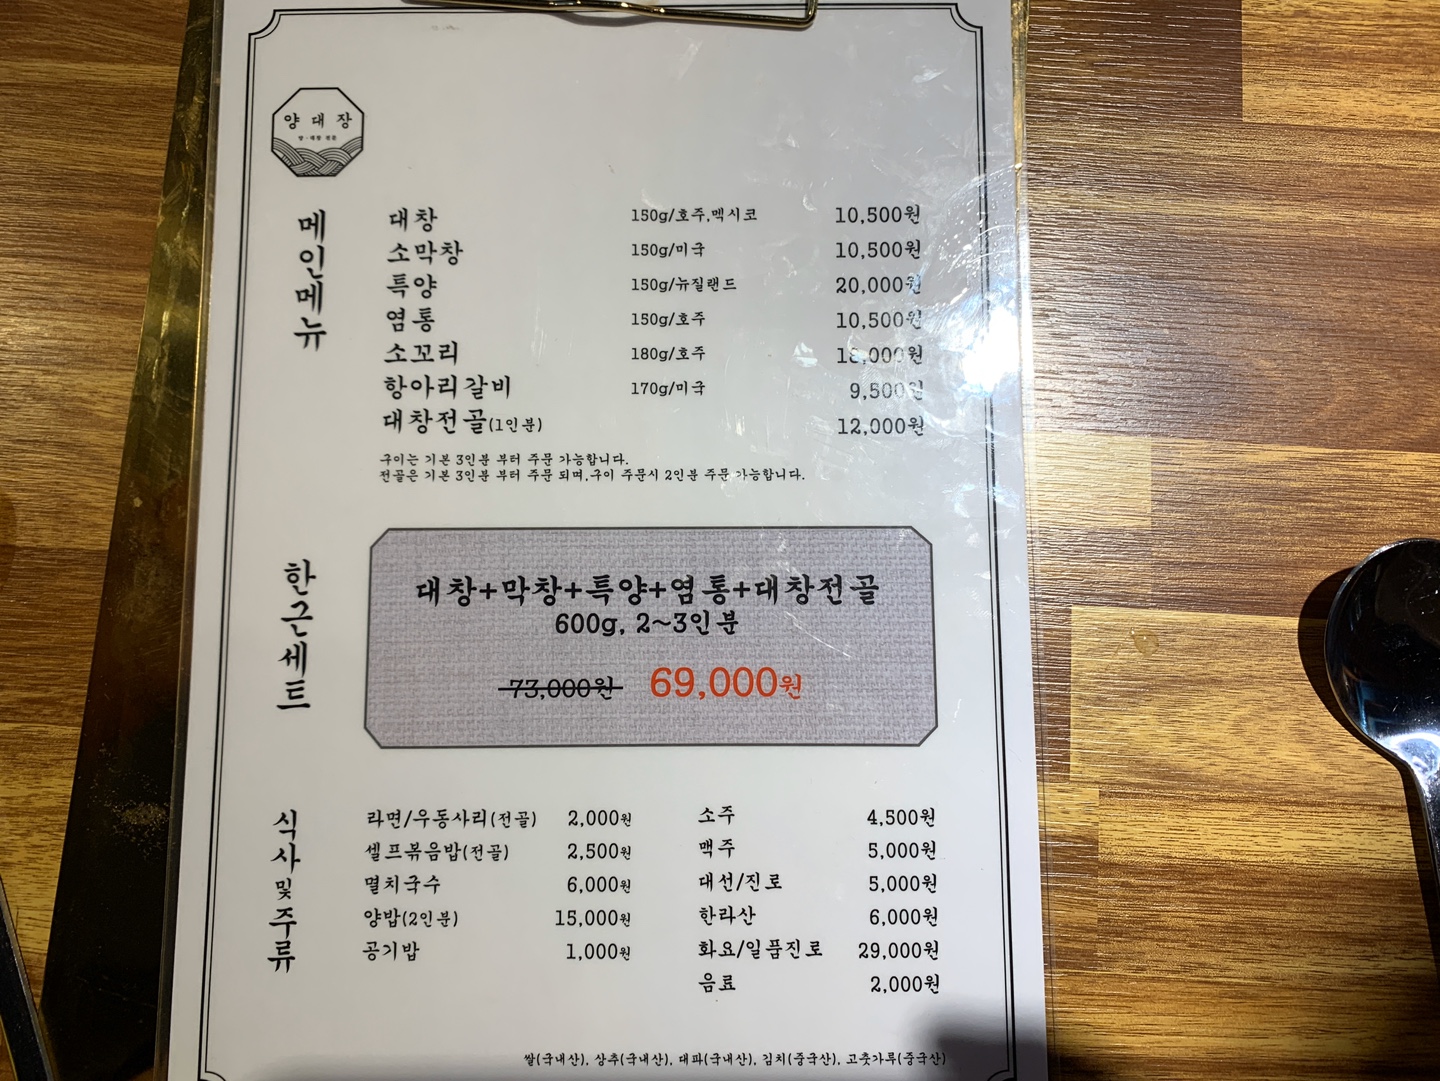 양 대 장
메인메뉴
대창 150g/호주,멕시코 10,500원
소막창 150g/미국 10,500원
특양 150g/뉴질랜드 20,000원
염통 150g/호주 10,500원
소꼬리 180g/호주
항아리갈비 170g/미국 9,500원
대창전골(1인분) 12,000원
구이는 기본 3인분 부터 주문 가능합니다.
전골은 기본 3인분 부터 주문 되며,구이 주문시 2인분 주문 가능합니다.
한근세트
대창+막창+특양+염통+대창전골
600g, 2~3인분
73,000원 69,000원
식사및주류
라면/우동사리(전골) 2,000원 소주 4,500원
셀프볶음밥(전골) 2,500원 맥주 5,000원
멸치국수 6,000원 대선/진로 5,000원
양밥(2인분) 15,000원 한라산 6,000원
공기밥 1,000원 화요/일품진로 29,000원
음료 2,000원
쌀(국내산), 상추(국내산), 대파(국내산), 김치(중국산), 고춧가루(중국산)